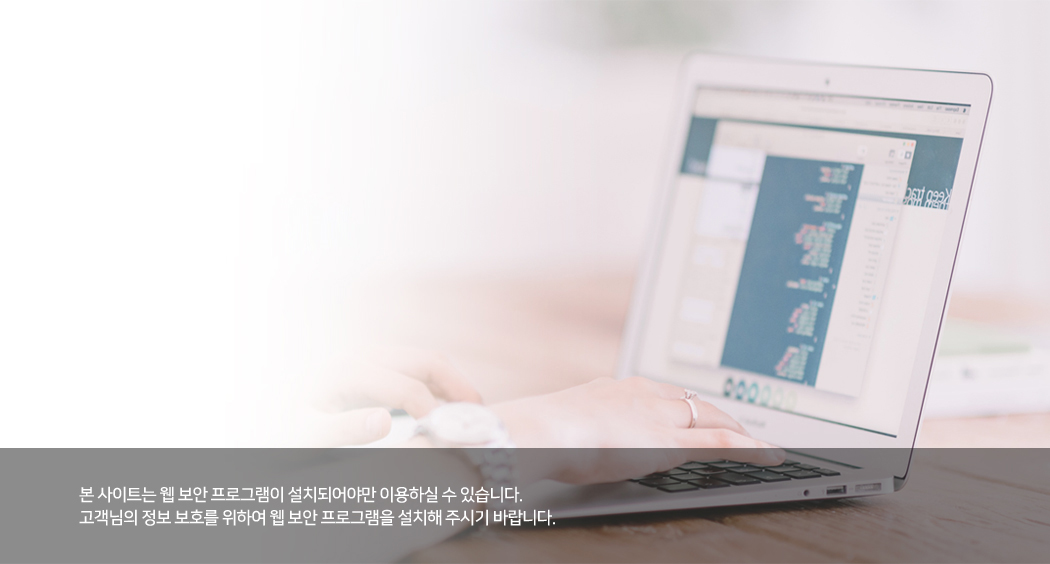 Keep trac
본 사이트는 웹 보안 프로그램이 설치되어야만 이용하실 수 있습니다.
고객님의 정보 보호를 위하여 웹 보안 프로그램을 설치해 주시기 바랍니다.